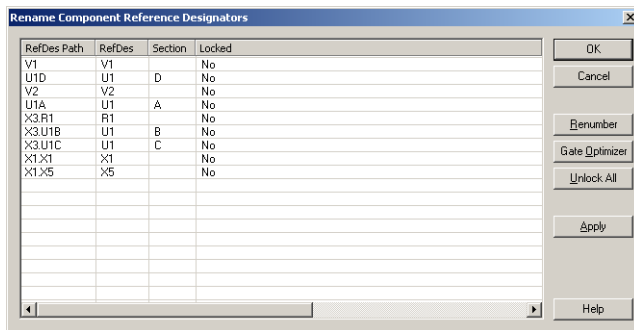 Rename Component Reference Designators
RefDes Path RefDes Section Locked
V1 V1 No
U1D U1 D No
V2 V2 No
U1A U1 A No
X3.R1 R1 No
X3.U1B U1 B No
X3.U1C U1 C No
X1.X1 X1 No
X1.X5 X5 No
OK
Cancel
Renumber
Gate Optimizer
Unlock All
Apply
Help